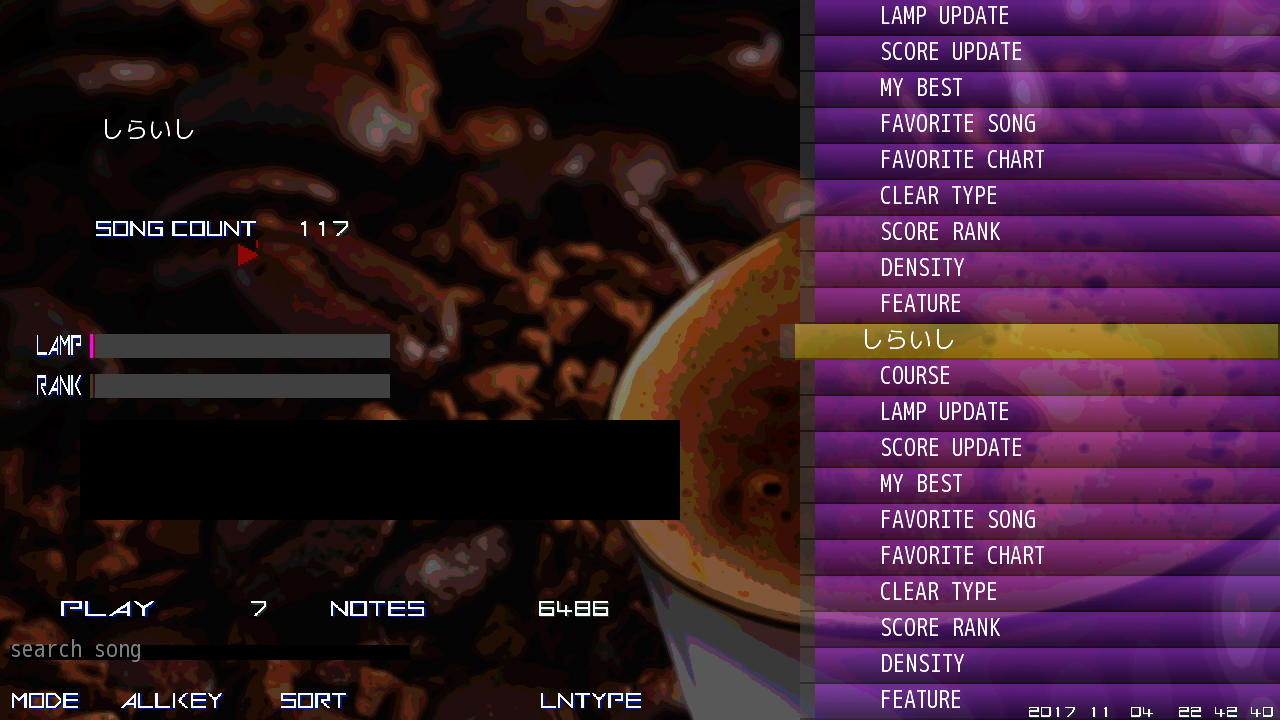 しらいし
SONG COUNT 117
LAMP
RANK
PLAY 7 NOTES 6486
search song
MODE ALLKEY SORT LNTYPE
LAMP UPDATE
SCORE UPDATE
MY BEST
FAVORITE SONG
FAVORITE CHART
CLEAR TYPE
SCORE RANK
DENSITY
FEATURE
しらいし
COURSE
LAMP UPDATE
SCORE UPDATE
MY BEST
FAVORITE SONG
FAVORITE CHART
CLEAR TYPE
SCORE RANK
DENSITY
FEATURE
2017 11 04 22 42 40